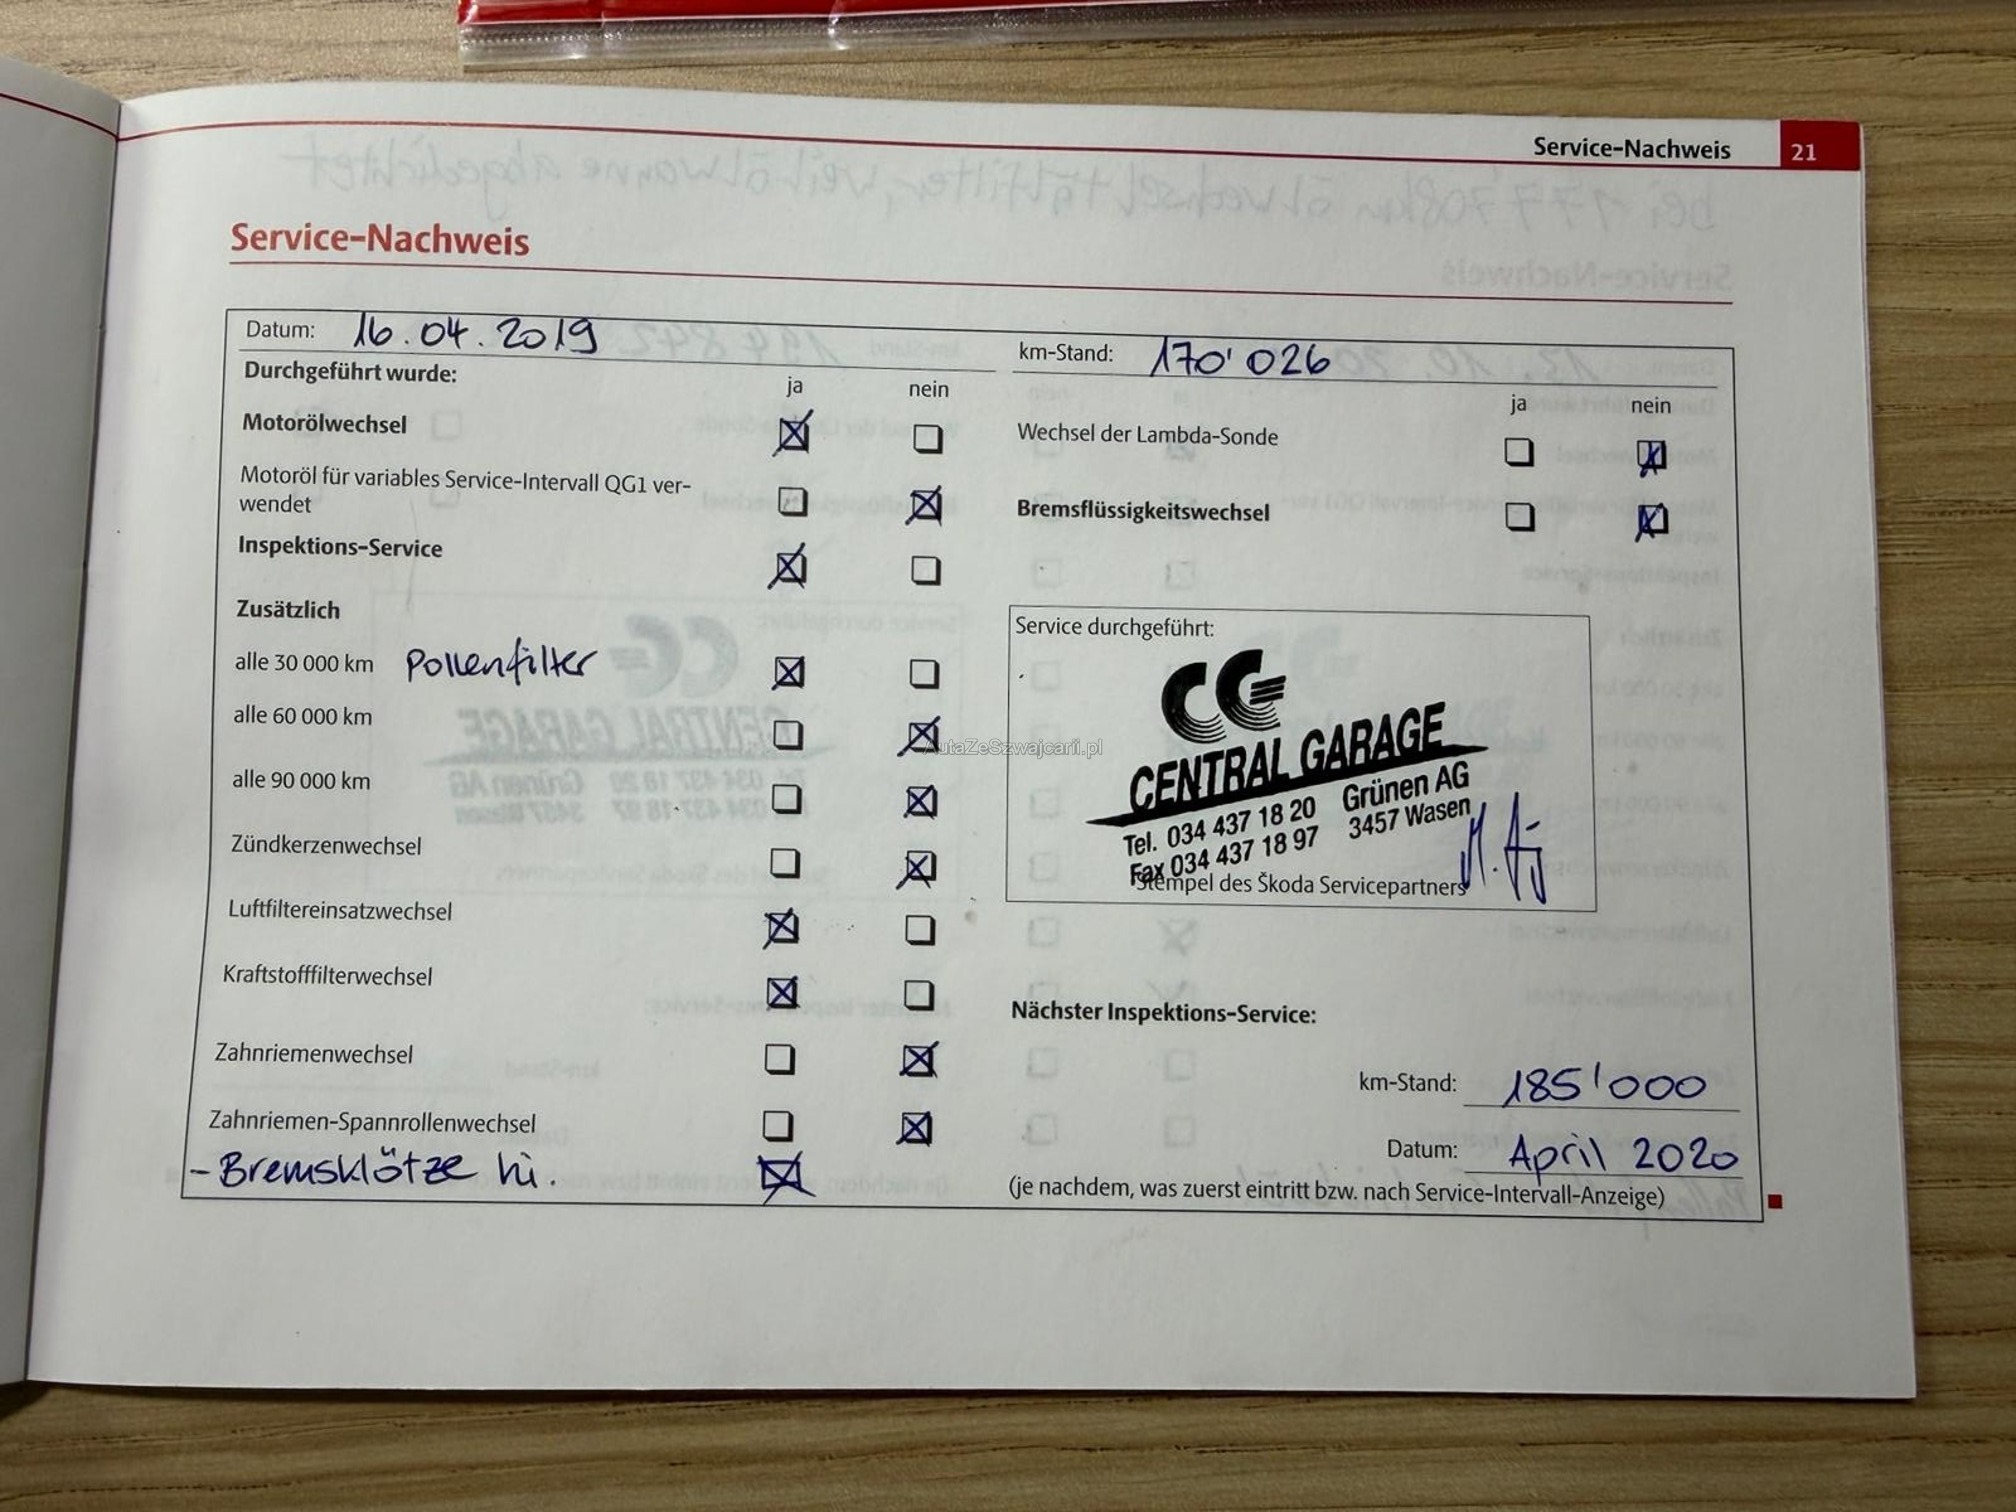 Service-Nachweis 21
Service-Nachweis
Datum: 16.04.2019
km-Stand: 170'026
Durchgeführt wurde:
ja nein
ja nein
Motorölwechsel
Wechsel der Lambda-Sonde
Motoröl für variables Service-Intervall QG1 ver-
wendet
Bremsflüssigkeitswechsel
Inspektions-Service
Zusätzlich
Service durchgeführt:
alle 30 000 km Pollenfilter
alle 60 000 km
alle 90 000 km
CG
CENTRAL GARAGE
Tel. 034 437 18 20 Grünen AG
Fax 034 437 18 97 3457 Wasen
Stempel des Škoda Servicepartners
AutaZeSzwajcarii.pl
Zündkerzenwechsel
Luftfiltereinsatzwechsel
Kraftstofffilterwechsel
Nächster Inspektions-Service:
Zahnriemenwechsel
km-Stand: 185'000
Zahnriemen-Spannrollenwechsel
Datum: April 2020
- Bremsklötze hi.
(je nachdem, was zuerst eintritt bzw. nach Service-Intervall-Anzeige)